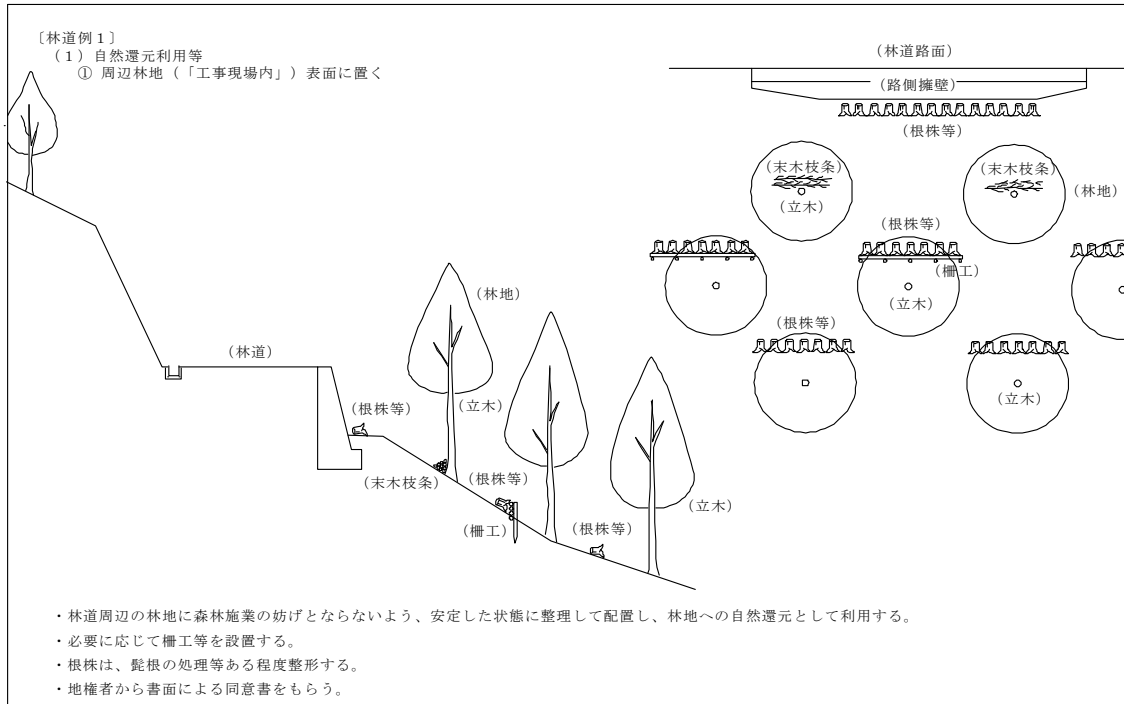 〔林道例１〕
（１）自然還元利用等
① 周辺林地（「工事現場内」）表面に置く
（林道路面）
（路側擁壁）
（根株等）
（末木枝条）
（末木枝条）
（立木）
（林地）
（根株等）
（柵工）
（立木）
（根株等）
（立木）
（林地）
（林道）
（根株等）
（立木）
（末木枝条）
（根株等）
（柵工）
（根株等）
（立木）
・林道周辺の林地に森林施業の妨げとならないよう、安定した状態に整理して配置し、林地への自然還元として利用する。
・必要に応じて柵工等を設置する。
・根株は、髭根の処理等ある程度整形する。
・地権者から書面による同意書をもらう。